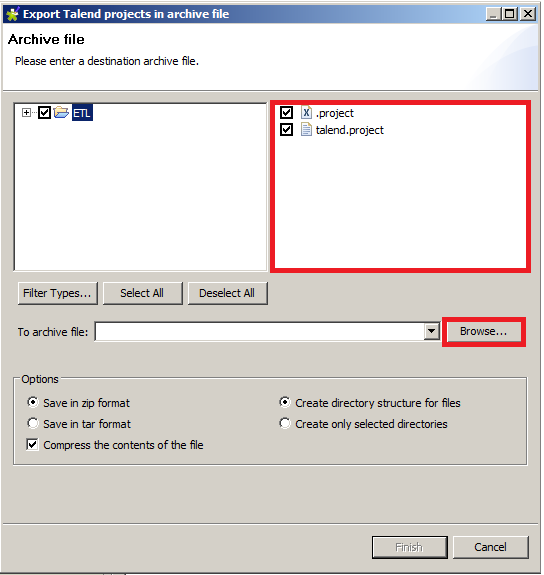 Export Talend projects in archive file
Archive file
Please enter a destination archive file.
ETL
.project
talend.project
Filter Types...
Select All
Deselect All
To archive file:
Browse...
Options
Save in zip format
Create directory structure for files
Save in tar format
Create only selected directories
Compress the contents of the file
Finish
Cancel